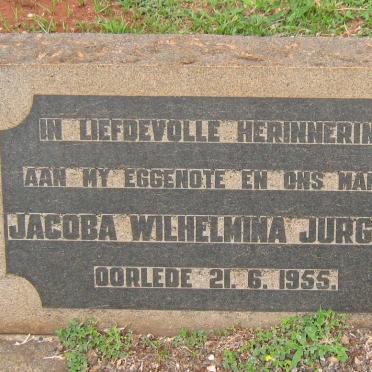 IN LIEFDEVOLLE HERINNERIN
AAN MY EGGENOTE EN ONS MA
JACOBA WILHELMINA JURG
OORLEDE 21. 6. 1955.